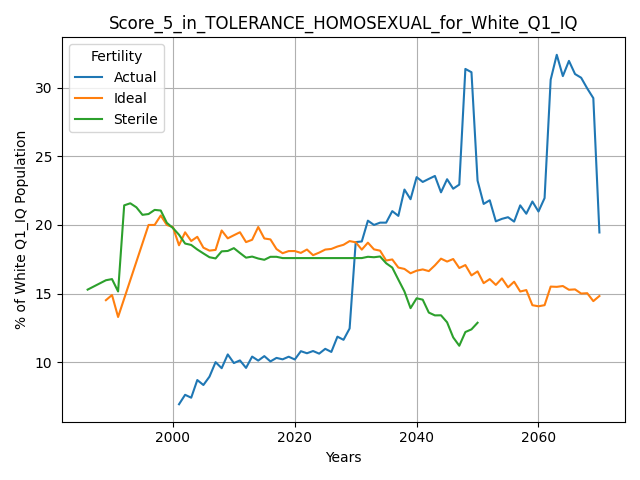 Score_5_in_TOLERANCE_HOMOSEXUAL_for_White_Q1_IQ
Fertility
Actual
Ideal
Sterile
% of White Q1_IQ Population
30
25
20
15
10
2000
2020
2040
2060
Years